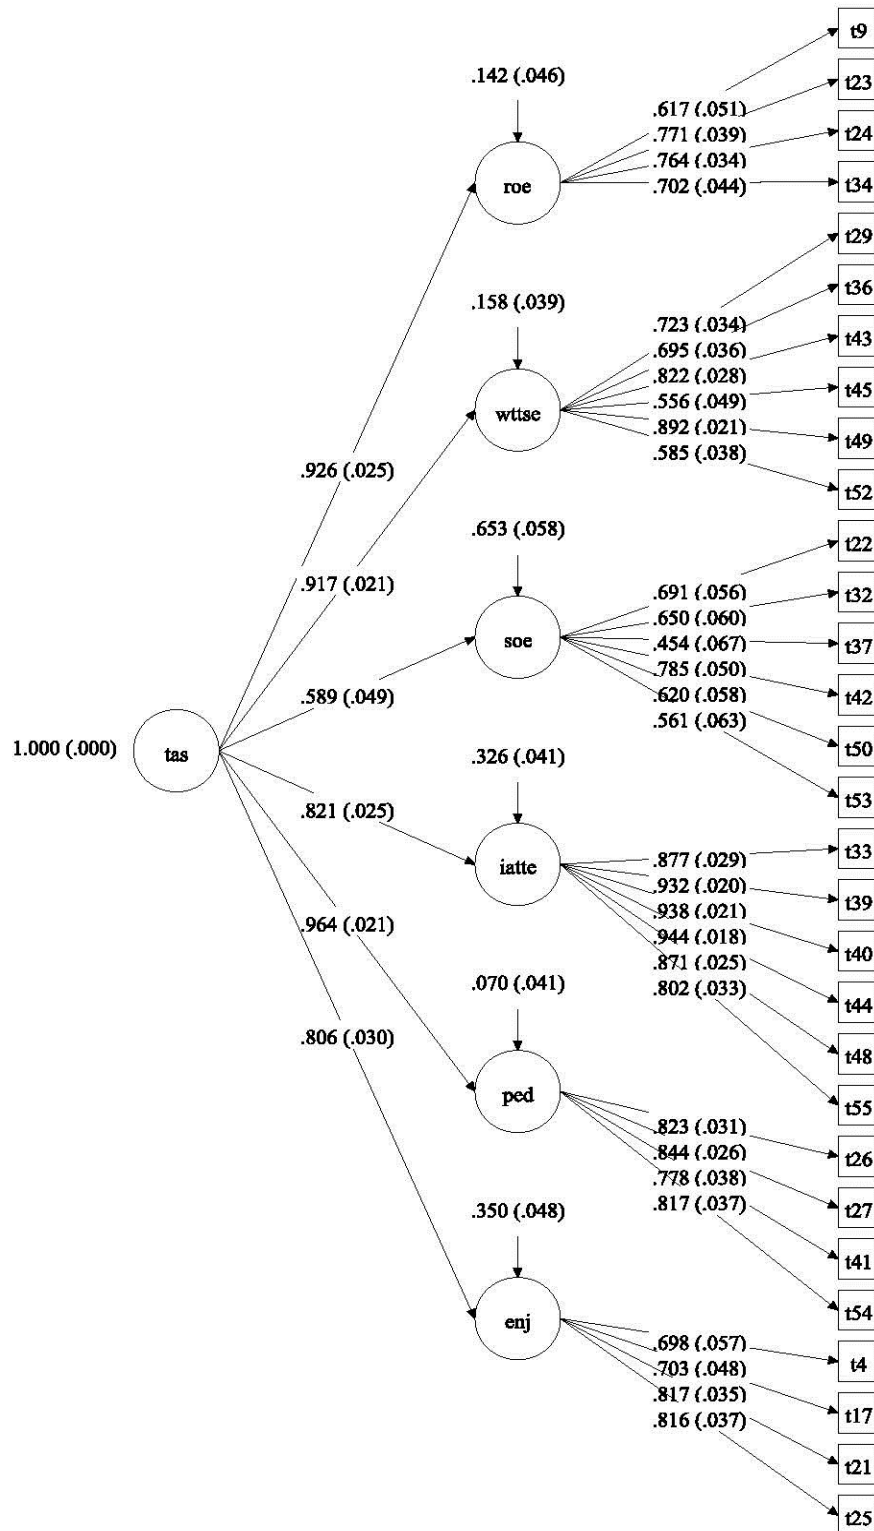 t9
.142 (.046)
t23
.617 (.051)
.771 (.039)
t24
.764 (.034)
.702 (.044)
t34
roe
t29
t36
.158 (.039)
.723 (.034)
t43
.695 (.036)
.822 (.028)
t45
.556 (.049)
wttse
.892 (.021)
t49
.585 (.038)
.926 (.025)
t52
.653 (.058)
t22
.917 (.021)
.691 (.056)
t32
.650 (.060)
soe
.454 (.067)
t37
.785 (.050)
.589 (.049)
.620 (.058)
t42
.561 (.063)
1.000 (.000)
tas
t50
.326 (.041)
t53
.821 (.025)
t33
.877 (.029)
iatte
.932 (.020)
t39
.938 (.021)
.964 (.021)
.944 (.018)
t40
.871 (.025)
.070 (.041)
.802 (.033)
t44
.806 (.030)
t48
ped
t55
.823 (.031)
.844 (.026)
t26
.778 (.038)
.817 (.037)
t27
.350 (.048)
t41
t54
enj
.698 (.057)
t4
.703 (.048)
.817 (.035)
t17
.816 (.037)
t21
t25